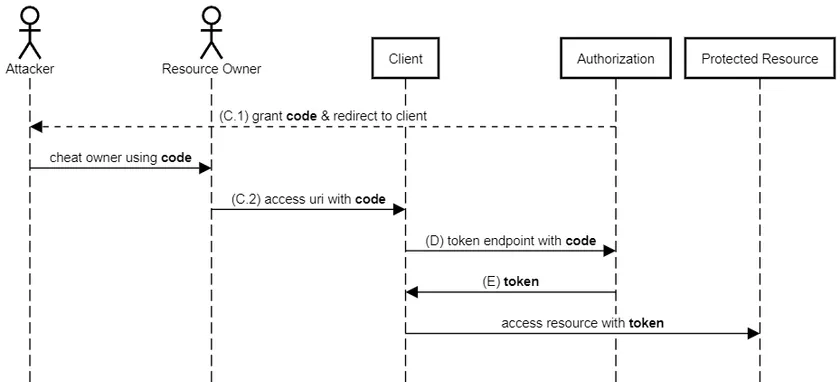 Attacker
Resource Owner
Client
Authorization
Protected Resource
(C.1) grant code & redirect to client
cheat owner using code
(C.2) access uri with code
(D) token endpoint with code
(E) token
access resource with token